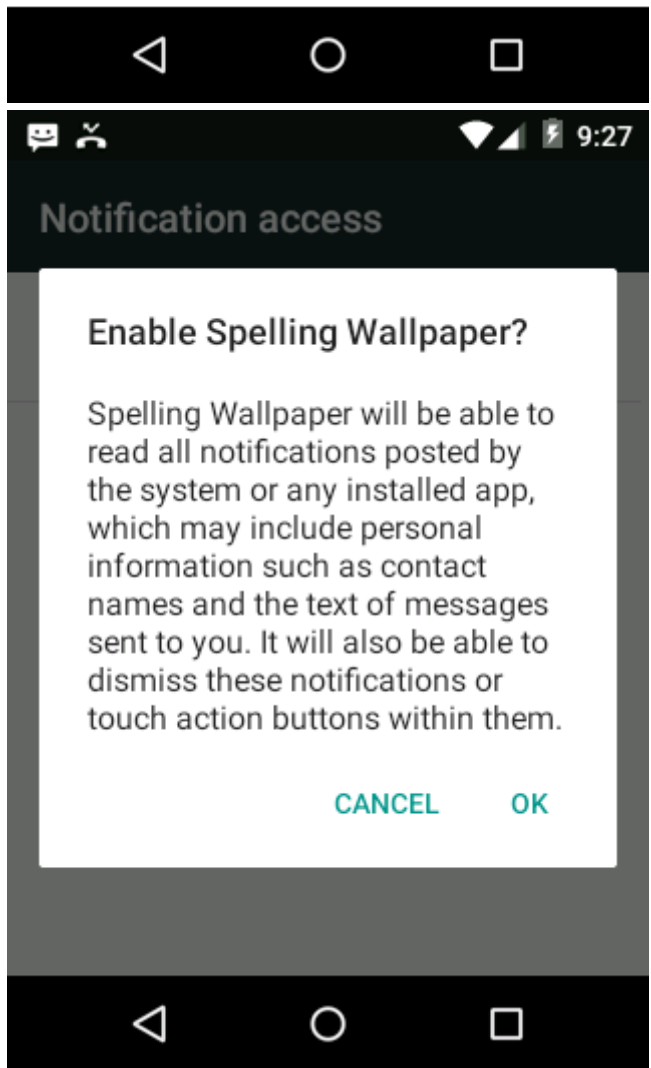 9:27
Notification access
Enable Spelling Wallpaper?
Spelling Wallpaper will be able to
read all notifications posted by
the system or any installed app,
which may include personal
information such as contact
names and the text of messages
sent to you. It will also be able to
dismiss these notifications or
touch action buttons within them.
CANCEL OK